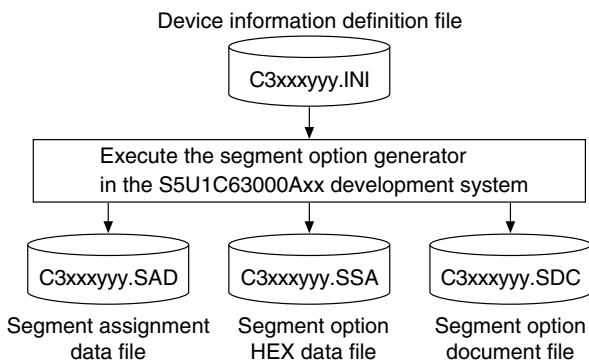 Device information definition file
C3xxxyyy.INI
Execute the segment option generator
in the S5U1C63000Axx development system
C3xxxyyy.SAD
C3xxxyyy.SSA
C3xxxyyy.SDC
Segment assignment
data file
Segment option
HEX data file
Segment option
document file